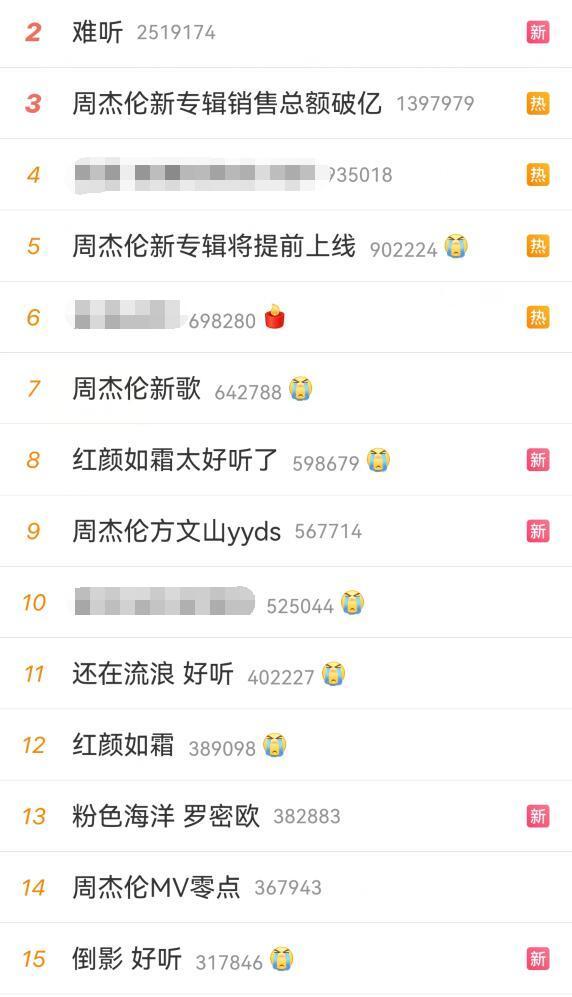 2 难听 2519174 新
3 周杰伦新专辑销售总额破亿 1397979 热
4 935018 热
5 周杰伦新专辑将提前上线 902224 😭 热
6 698280 热
7 周杰伦新歌 642788 😭
8 红颜如霜太好听了 598679 😭 新
9 周杰伦方文山yyds 567714 新
10 525044 😭
11 还在流浪 好听 402227 😭
12 红颜如霜 389098 😭
13 粉色海洋 罗密欧 382883 新
14 周杰伦MV零点 367943
15 倒影 好听 317846 😭 新